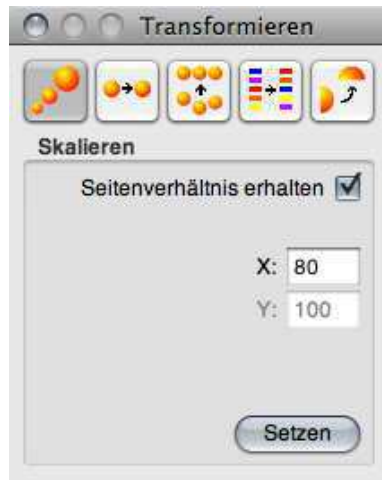 Transformieren
Skalieren
Seitenverhältnis erhalten
X: 80
Y: 100
Setzen